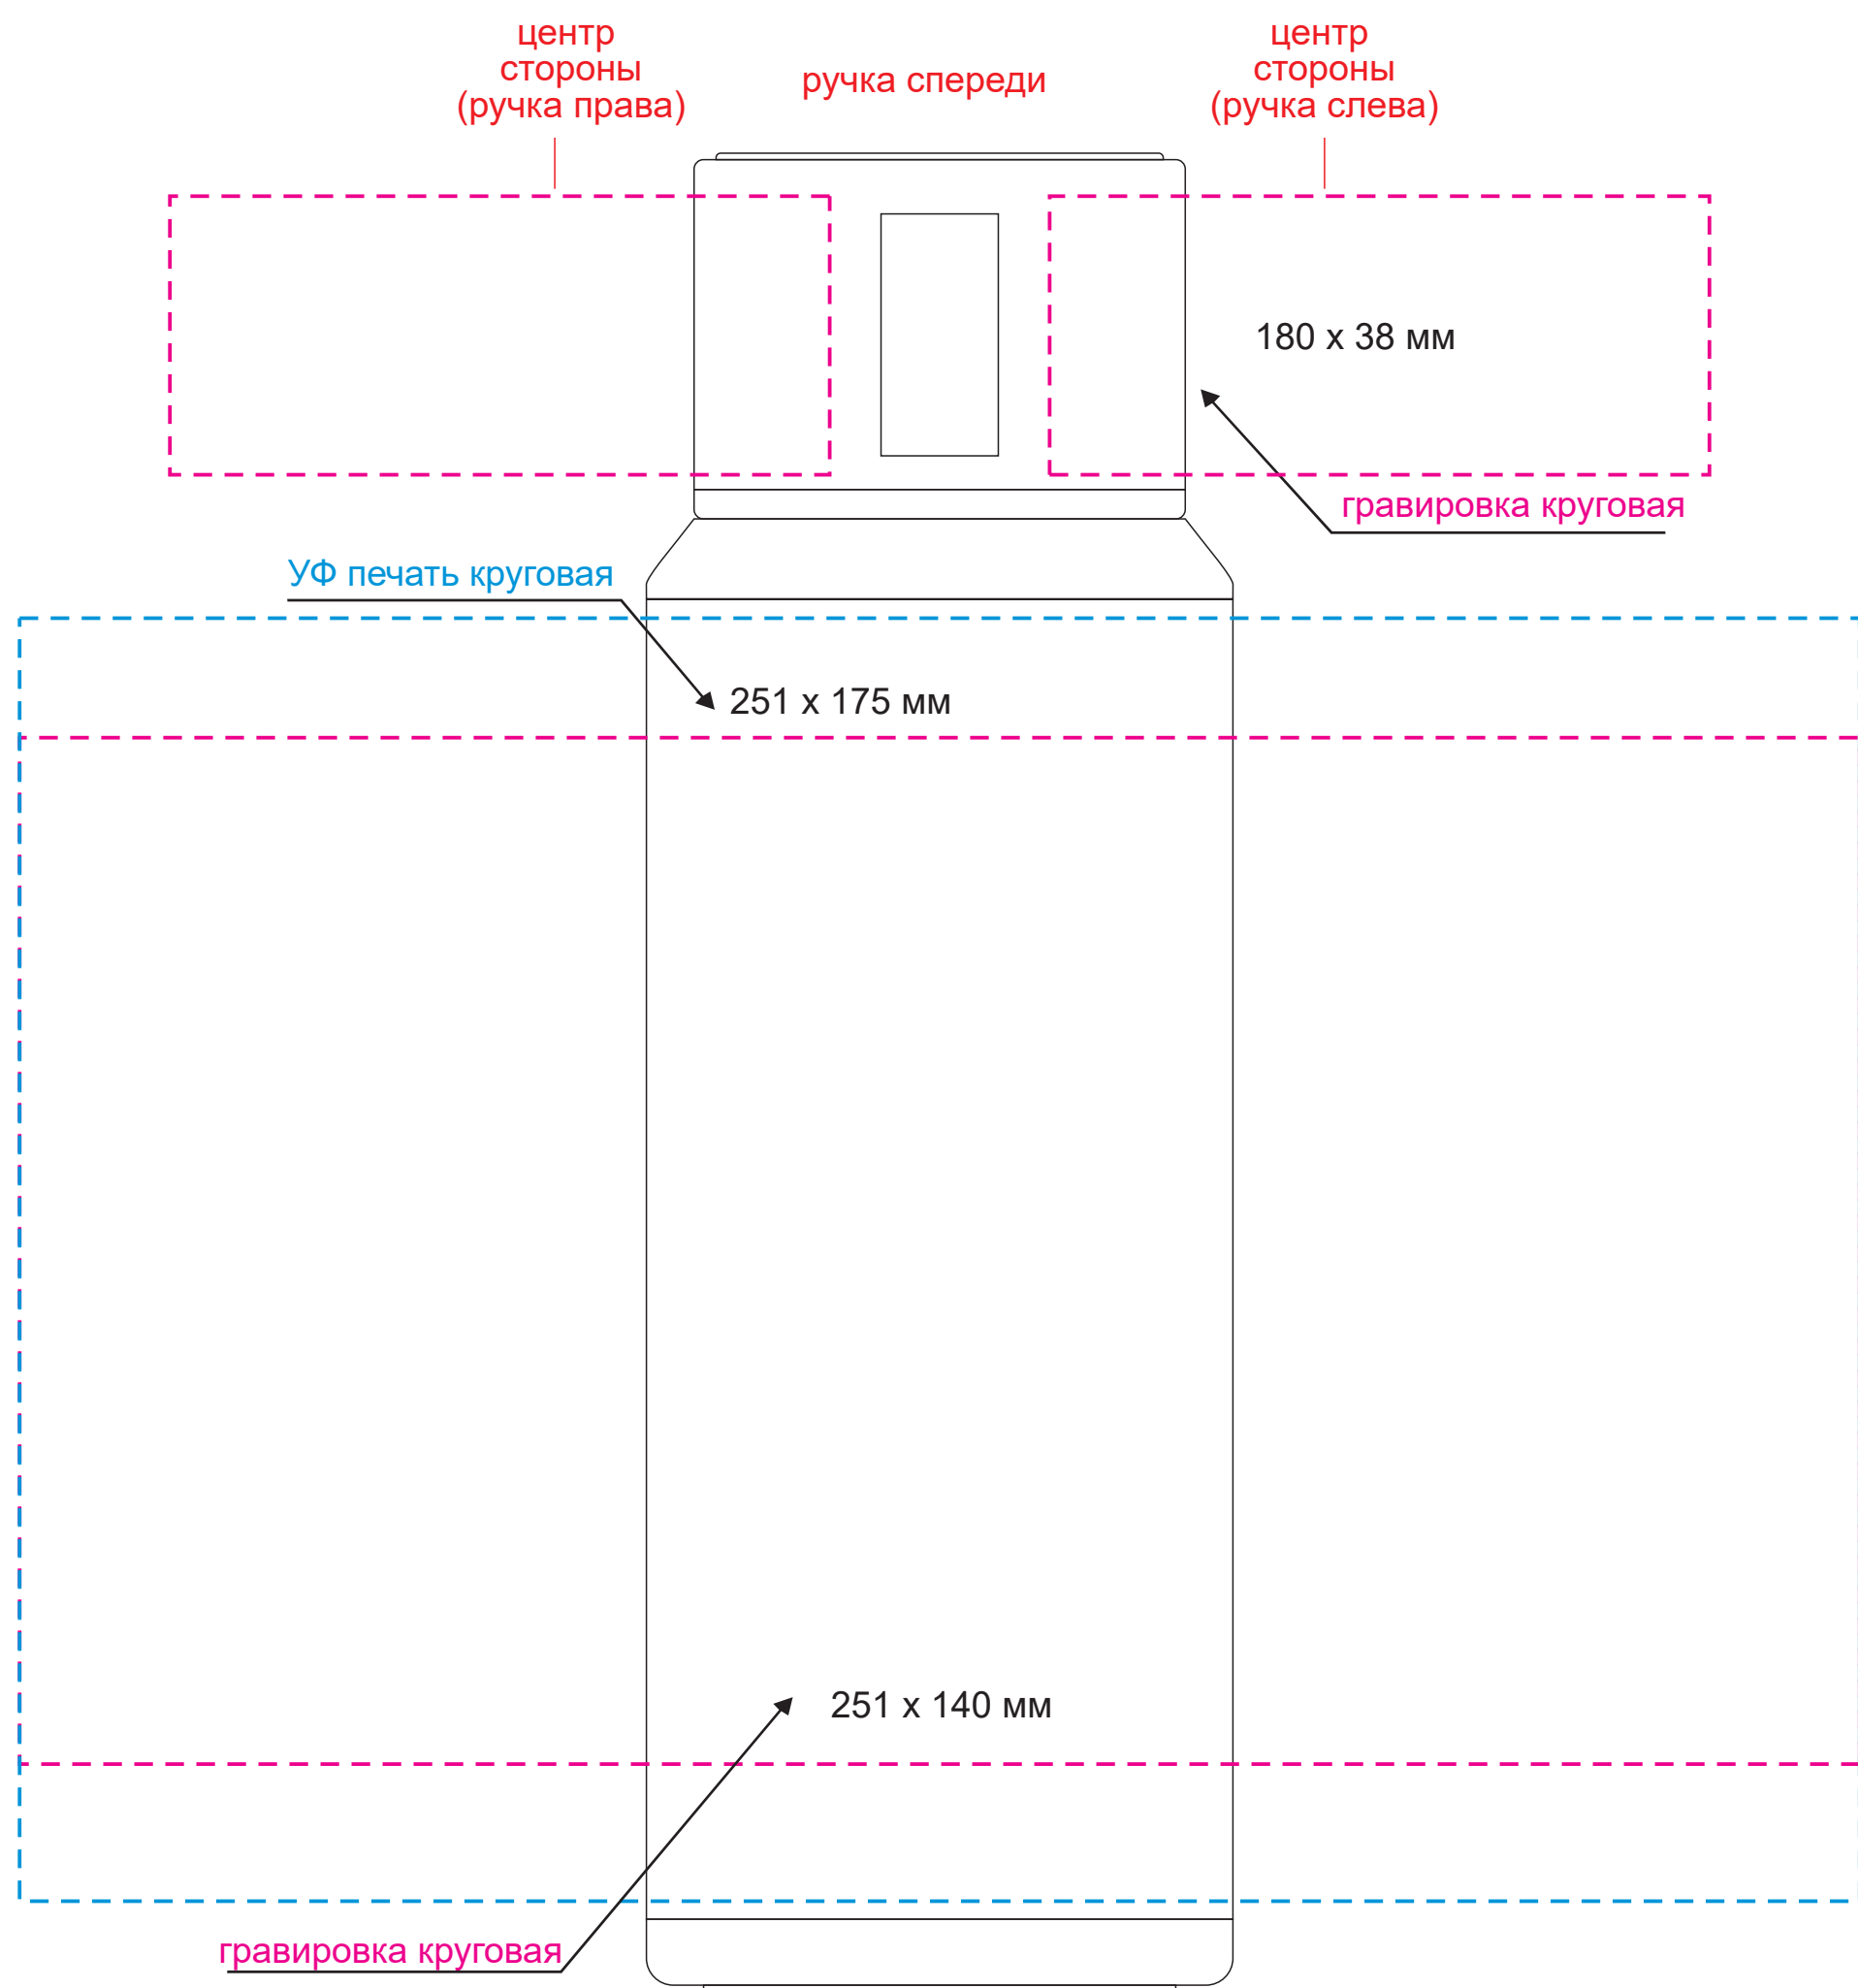 центр
стороны
(ручка права)
ручка спереди
центр
стороны
(ручка слева)
180 х 38 мм
гравировка круговая
УФ печать круговая
251 х 175 мм
251 х 140 мм
гравировка круговая